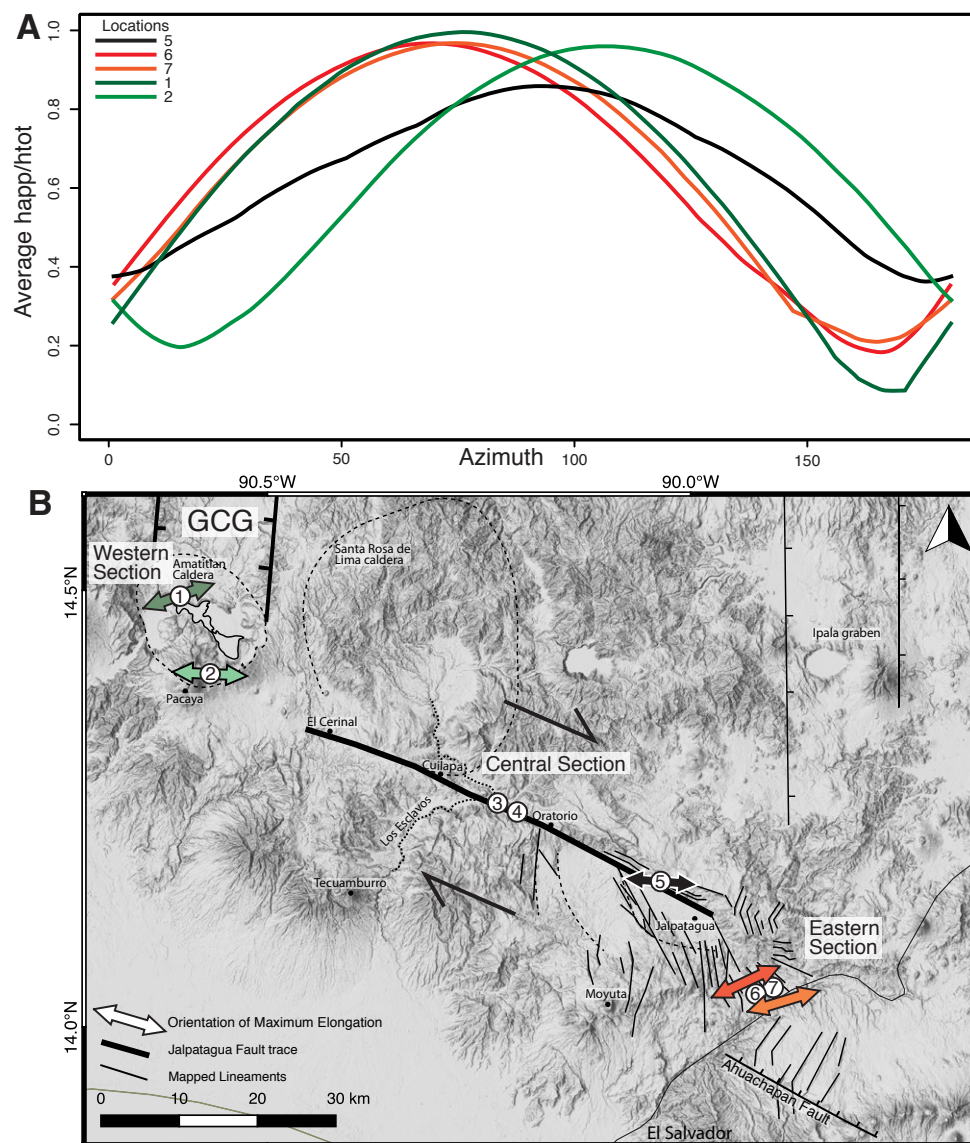 A
Locations
5
6
7
1
2
Average happ/htot
0.0
0.2
0.4
0.6
0.8
1.0
0
50
100
150
Azimuth
90.5°W
90.0°W
B
GCG
Western
Section
Amatitlan
Caldera
1
2
Pacaya
Santa Rosa de
Lima caldera
14.5°N
Ipala graben
El Cerinal
Cuilapa
Central Section
3
4
Oratorio
Los Esclavos
Tecuamburro
5
Jalpatagua
Eastern
Section
6
7
Moyuta
14.0°N
Orientation of Maximum Elongation
Jalpatagua Fault trace
Mapped Lineaments
0
10
20
30 km
Ahuachapan Fault
El Salvador